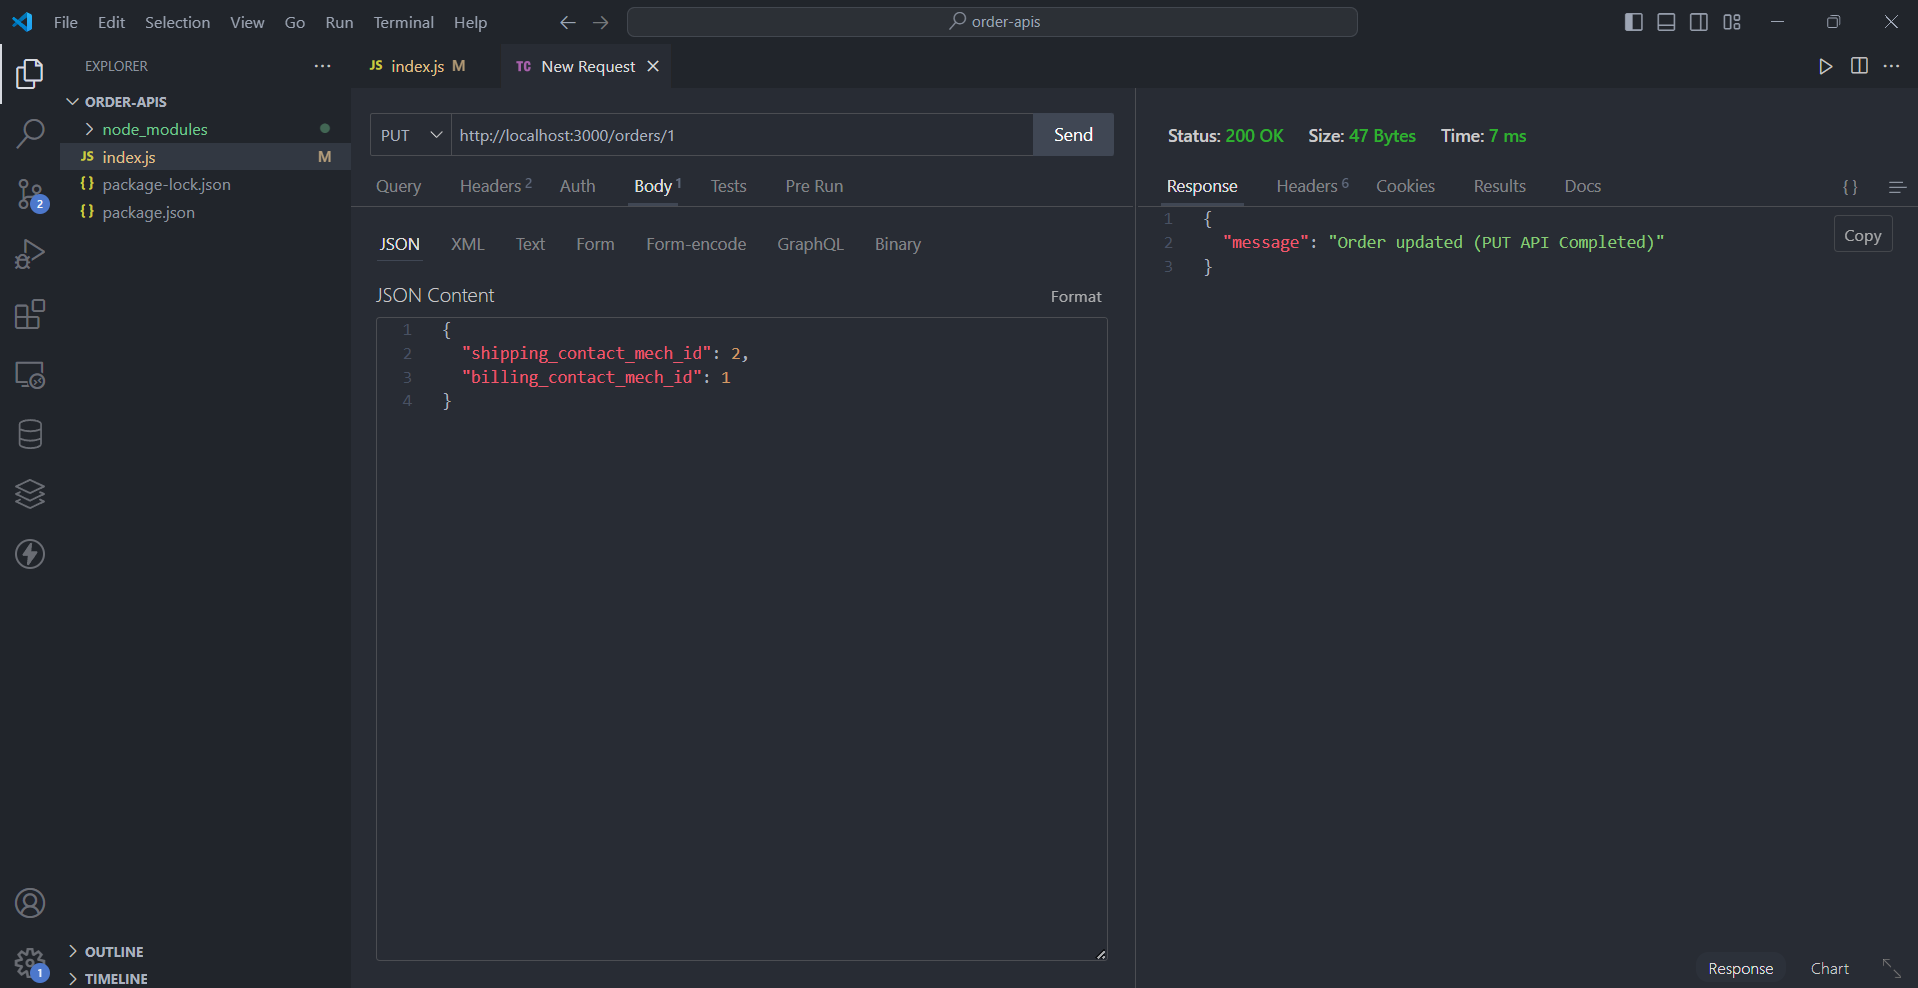 File Edit Selection View Go Run Terminal Help order-apis
EXPLORER
ORDER-APIS
node_modules
JS index.js M
{} package-lock.json
{} package.json
2
OUTLINE
TIMELINE
1
JS index.js M
TC New Request
PUT http://localhost:3000/orders/1 Send
Query Headers 2 Auth Body 1 Tests Pre Run
JSON XML Text Form Form-encode GraphQL Binary
JSON Content Format
1 {
2 "shipping_contact_mech_id": 2,
3 "billing_contact_mech_id": 1
4 }
Status: 200 OK Size: 47 Bytes Time: 7 ms
Response Headers 6 Cookies Results Docs {}
1 {
2 "message": "Order updated (PUT API Completed)"
3 }
Copy
Response Chart